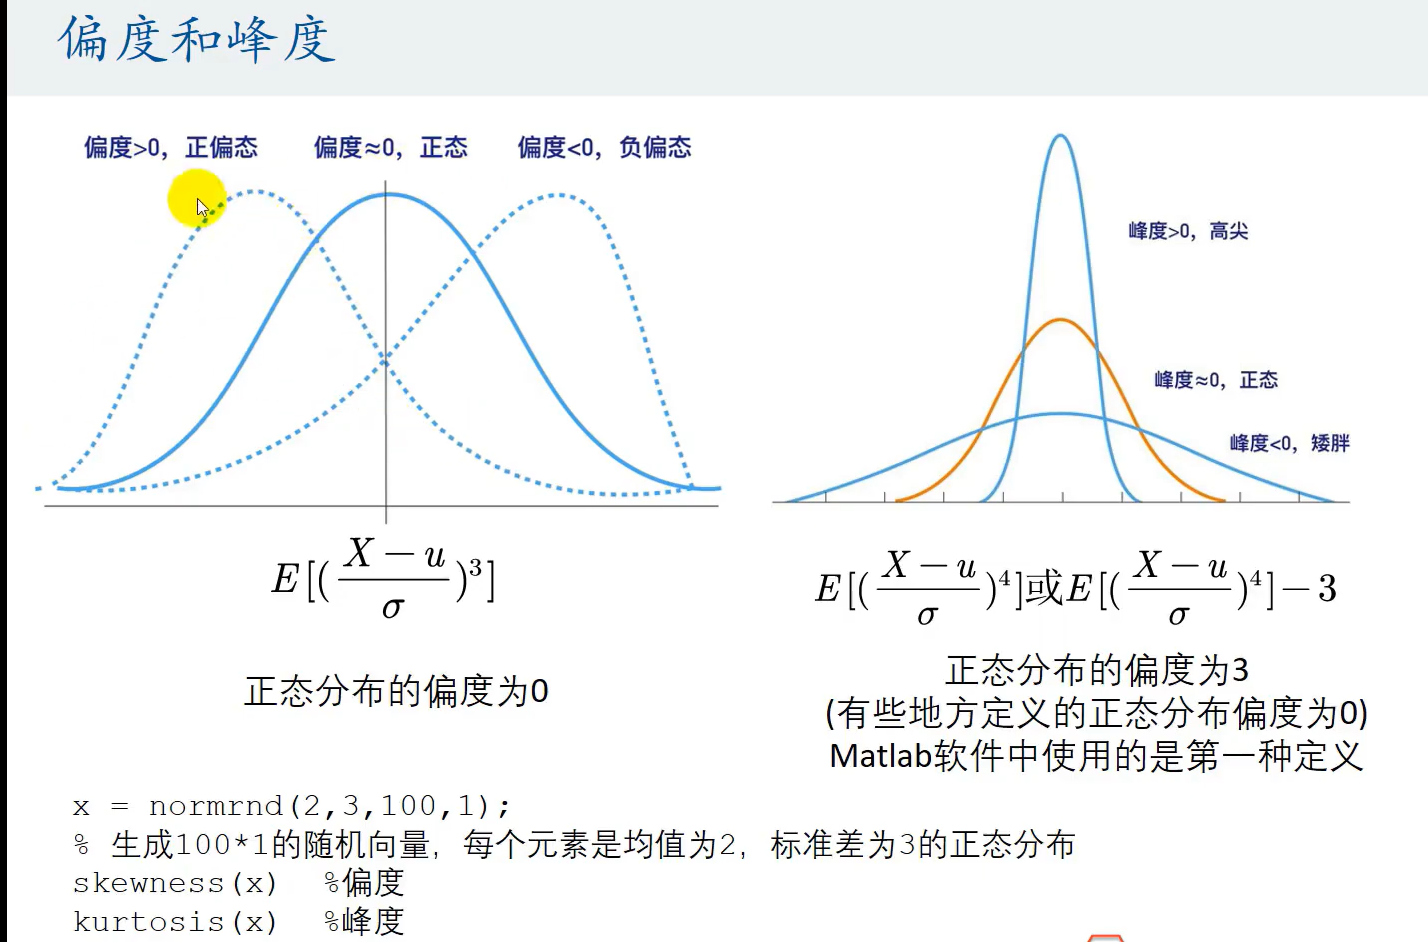 偏度和峰度
偏度>0，正偏态
偏度≈0，正态
偏度<0，负偏态
峰度>0，高尖
峰度≈0，正态
峰度<0，矮胖
E[(X−u/σ)³]
E[(X−u/σ)⁴]或E[(X−u/σ)⁴]−3
正态分布的偏度为0
正态分布的偏度为3
(有些地方定义的正态分布偏度为0)
Matlab软件中使用的是第一种定义
x = normrnd(2,3,100,1);
% 生成100*1的随机向量，每个元素是均值为2，标准差为3的正态分布
skewness(x) %偏度
kurtosis(x) %峰度